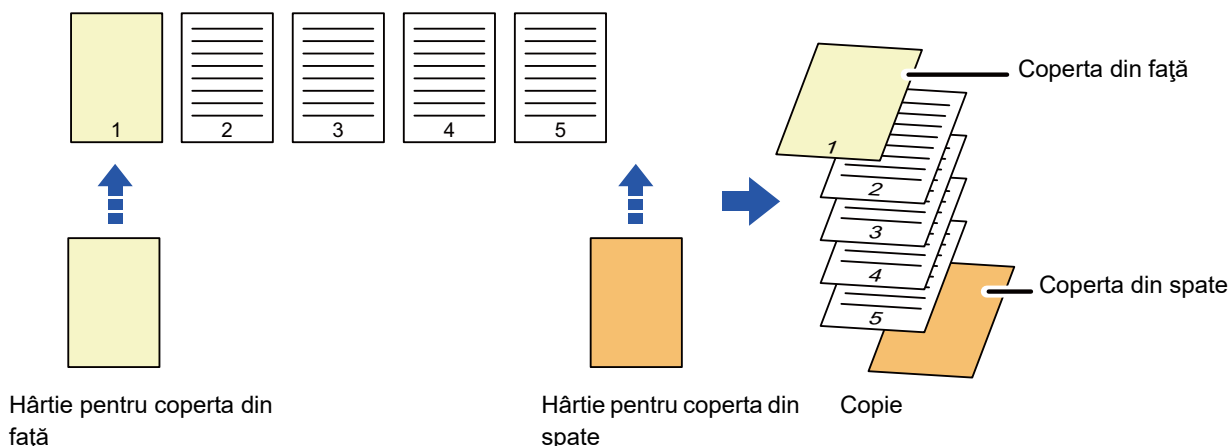 1 2 3 4 5
Coperta din faţă
1
2
3
4
5
Coperta din spate
Hârtie pentru coperta din
faţă
Hârtie pentru coperta din
spate
Copie